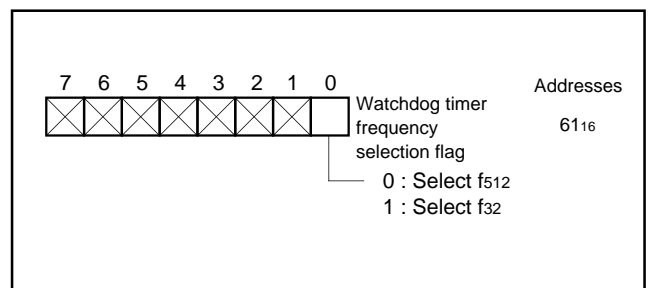 7 6 5 4 3 2 1 0
Addresses
Watchdog timer
frequency
selection flag
61₁₆
0 : Select f₅₁₂
1 : Select f₃₂